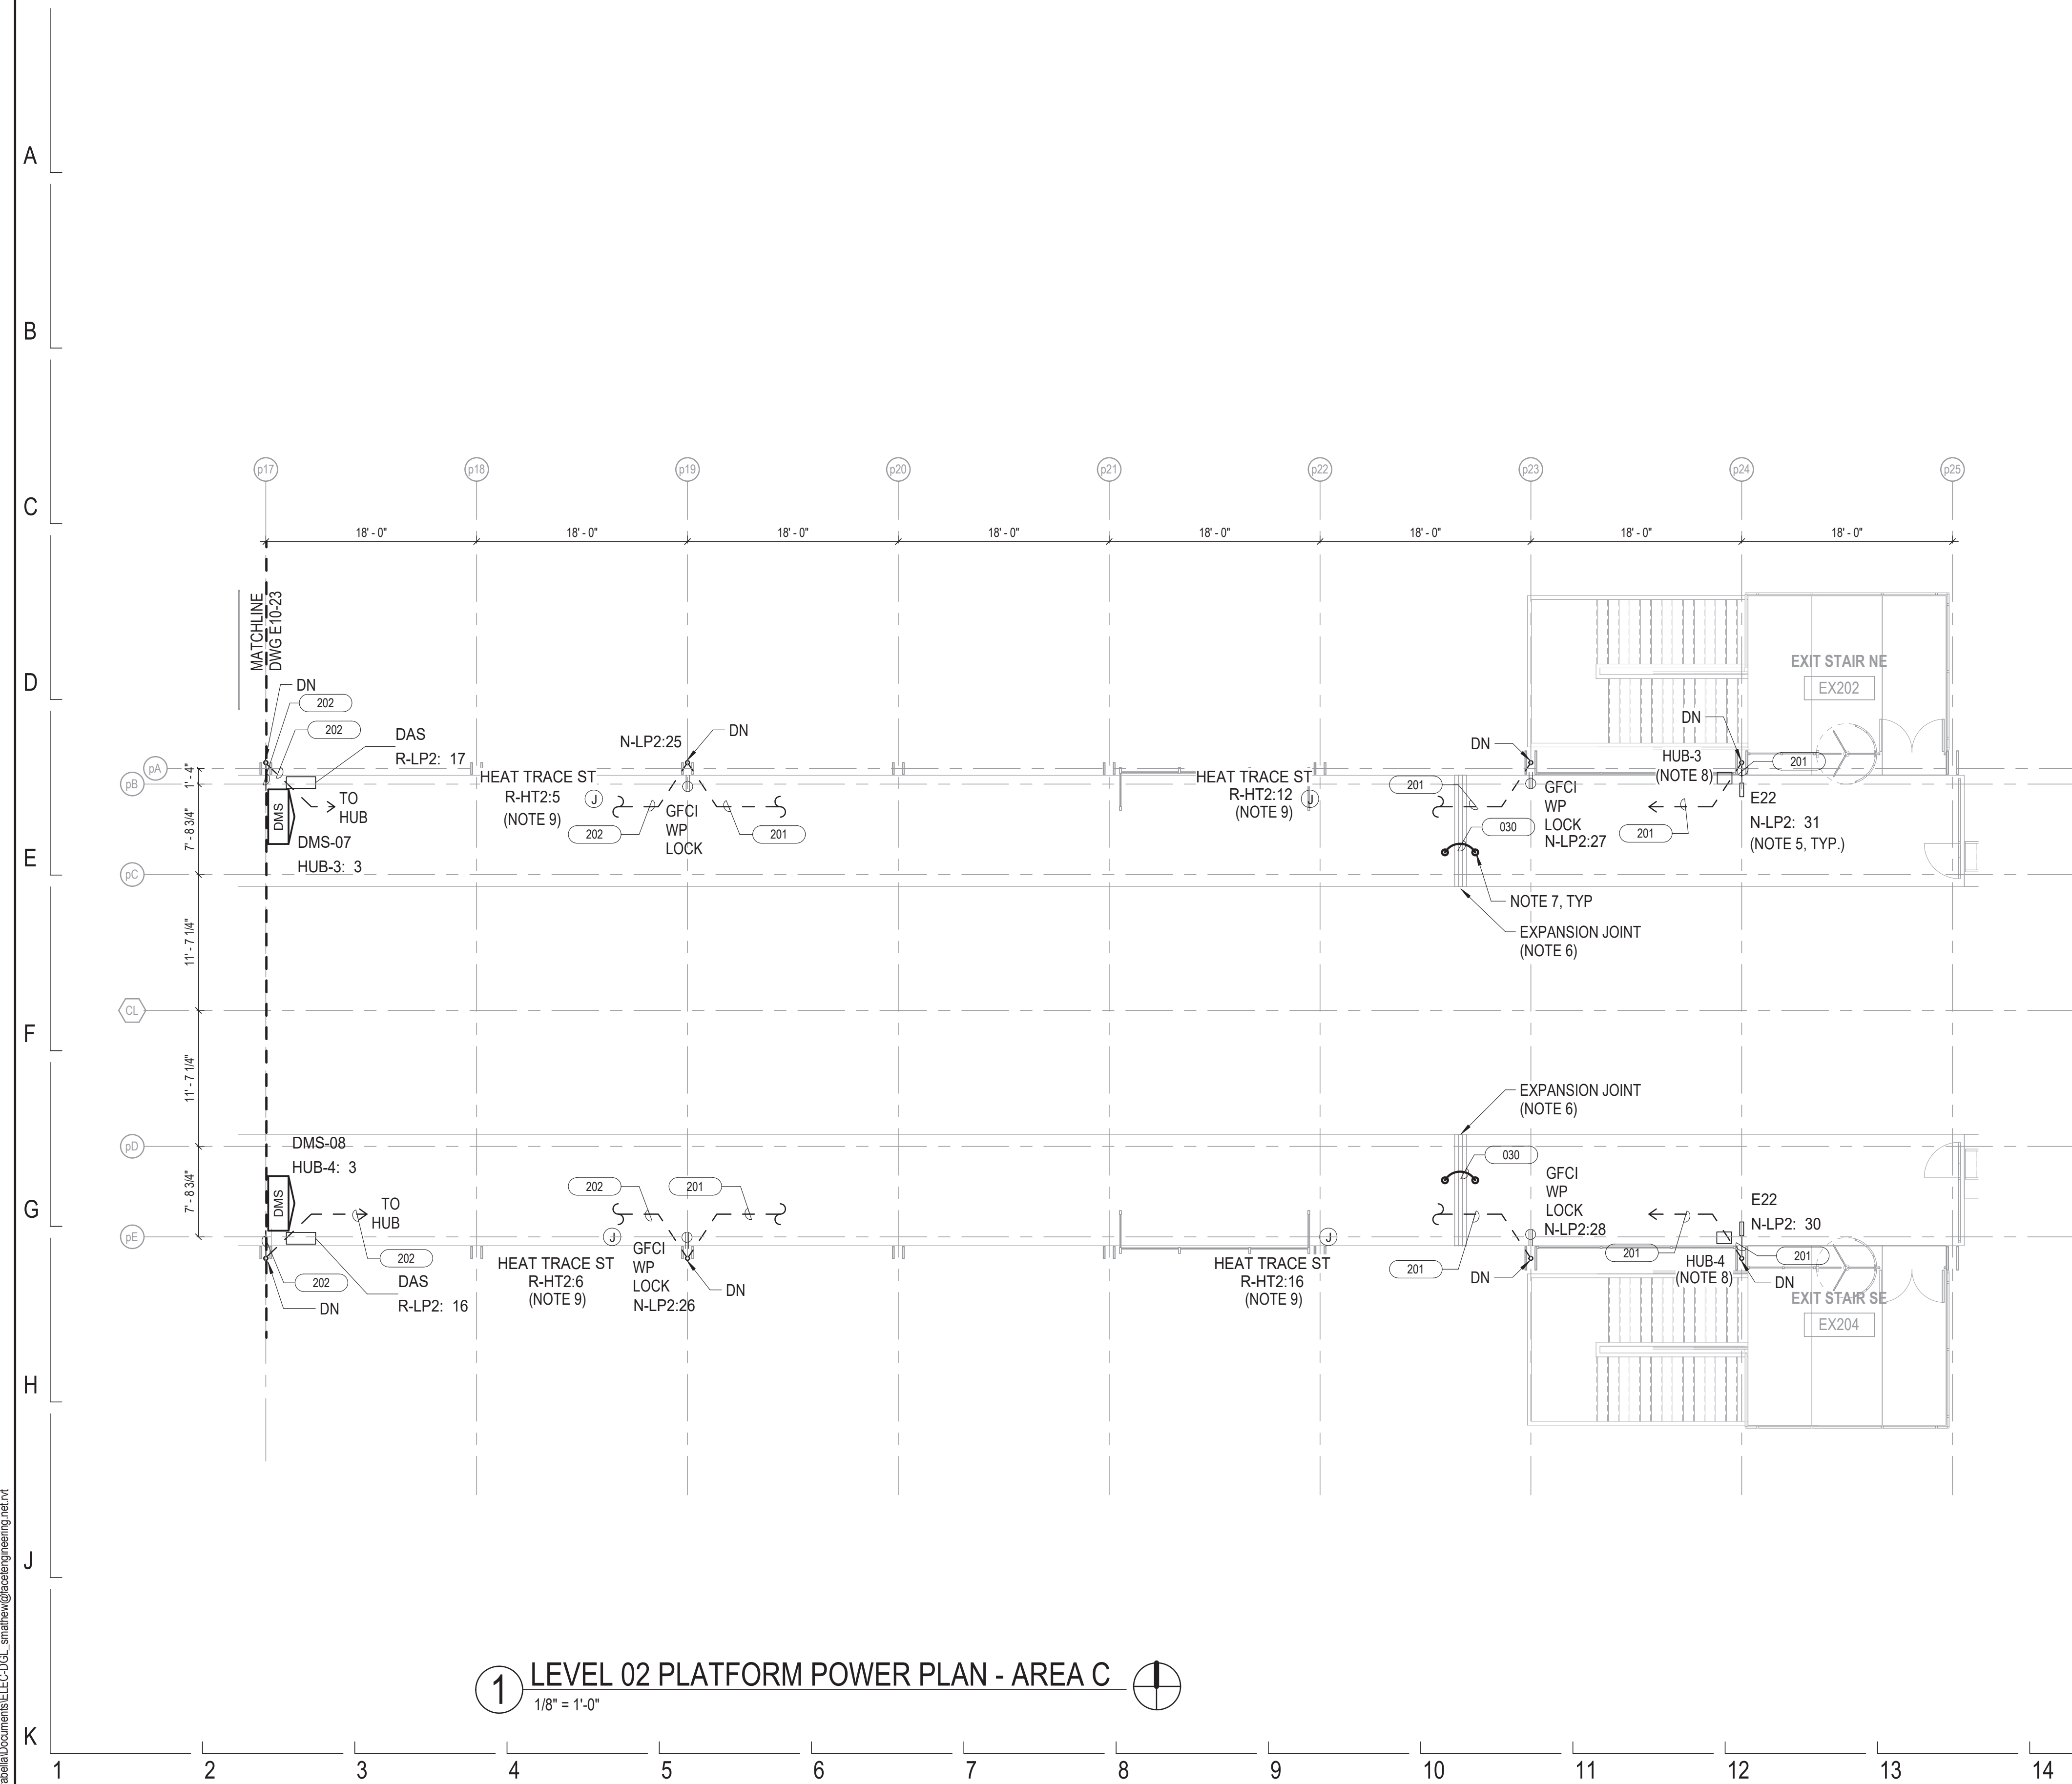 A
B
C
D
E
F
G
H
J
K
p17
p18
p19
p20
p21
p22
p23
p24
p25
18' - 0"
18' - 0"
18' - 0"
18' - 0"
18' - 0"
18' - 0"
18' - 0"
18' - 0"
MATCHLINE
DWG E10-23
EXIT STAIR NE
EX202
DN
202
202
DAS
R-LP2: 17
N-LP2:25
DN
DN
DN
HUB-3
(NOTE 8)
201
pA
pB
1' - 4"
7' - 8 3/4"
pC
11' - 7 1/4"
CL
11' - 7 1/4"
pD
7' - 8 3/4"
pE
HEAT TRACE ST
R-HT2:5
(NOTE 9)
J
TO
HUB
DMS
DMS-07
HUB-3: 3
202
GFCI
WP
LOCK
201
HEAT TRACE ST
R-HT2:12
(NOTE 9)
J
201
030
GFCI
WP
LOCK
N-LP2:27
201
E22
N-LP2: 31
(NOTE 5, TYP.)
NOTE 7, TYP
EXPANSION JOINT
(NOTE 6)
EXPANSION JOINT
(NOTE 6)
DMS-08
HUB-4: 3
DMS
TO
HUB
202
202
DAS
R-LP2: 16
DN
202
201
J
HEAT TRACE ST
R-HT2:6
(NOTE 9)
GFCI
WP
LOCK
N-LP2:26
DN
J
HEAT TRACE ST
R-HT2:16
(NOTE 9)
030
201
GFCI
WP
LOCK
N-LP2:28
DN
201
HUB-4
(NOTE 8)
E22
N-LP2: 30
201
DN
EXIT STAIR SE
EX204
1
LEVEL 02 PLATFORM POWER PLAN - AREA C
1/8" = 1'-0"
1
2
3
4
5
6
7
8
9
10
11
12
13
14
abella\Documents\ELEC-DGL_smathew@facetengineering.net.rvt